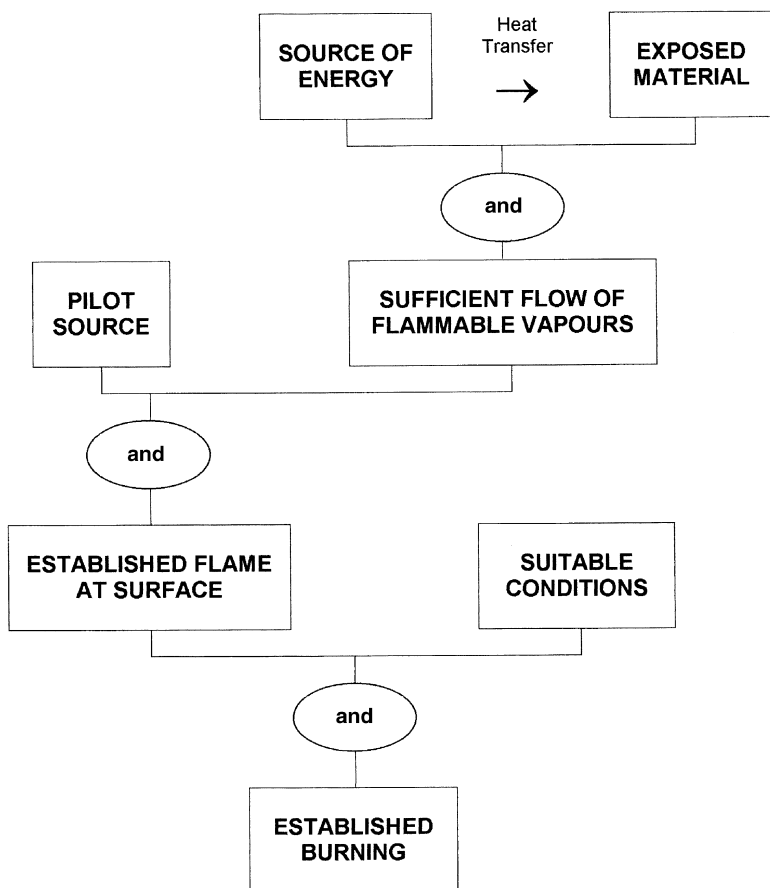 SOURCE OF
ENERGY
Heat
Transfer
EXPOSED
MATERIAL
and
PILOT
SOURCE
SUFFICIENT FLOW OF
FLAMMABLE VAPOURS
and
ESTABLISHED FLAME
AT SURFACE
SUITABLE
CONDITIONS
and
ESTABLISHED
BURNING